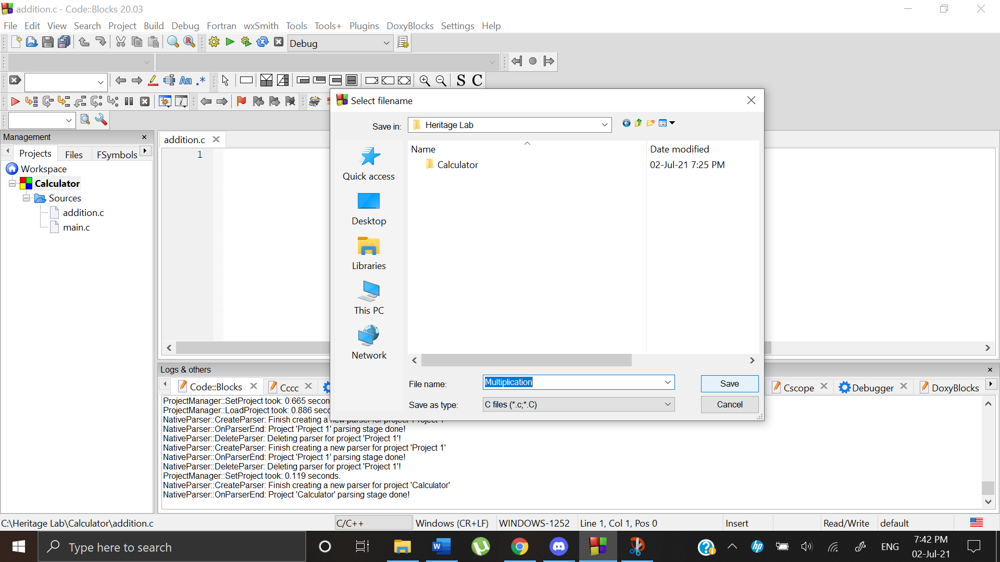 addition.c - Code::Blocks 20.03
File Edit View Search Project Build Debug Fortran wxSmith Tools Tools+ Plugins DoxyBlocks Settings Help
Debug
Aa .* S C
Select filename
Save in: Heritage Lab
Management
Projects Files FSymbols
Workspace
Calculator
Sources
addition.c
main.c
addition.c
1
Name Date modified
Calculator 02-Jul-21 7:25 PM
Quick access
Desktop
Libraries
This PC
Network
File name: Multiplication Save
Save as type: C files (*.c;*.C) Cancel
Logs & others
Code::Blocks Cccc Cscope Debugger DoxyBlocks
ProjectManager::SetProject took: 0.665 secon
ProjectManager::LoadProject took: 0.886 seco
NativeParser::CreateParser: Finish creating a new parser for project 'Project 1'
NativeParser::OnParserEnd: Project 'Project 1' parsing stage done!
NativeParser::DeleteParser: Deleting parser for project 'Project 1'!
NativeParser::CreateParser: Finish creating a new parser for project 'Project 1'
NativeParser::OnParserEnd: Project 'Project 1' parsing stage done!
NativeParser::DeleteParser: Deleting parser for project 'Project 1'!
ProjectManager::SetProject took: 0.119 seconds.
NativeParser::CreateParser: Finish creating a new parser for project 'Calculator'
NativeParser::OnParserEnd: Project 'Calculator' parsing stage done!
C:\Heritage Lab\Calculator\addition.c C/C++ Windows (CR+LF) WINDOWS-1252 Line 1, Col 1, Pos 0 Insert Read/Write default
Type here to search
ENG
7:42 PM
02-Jul-21